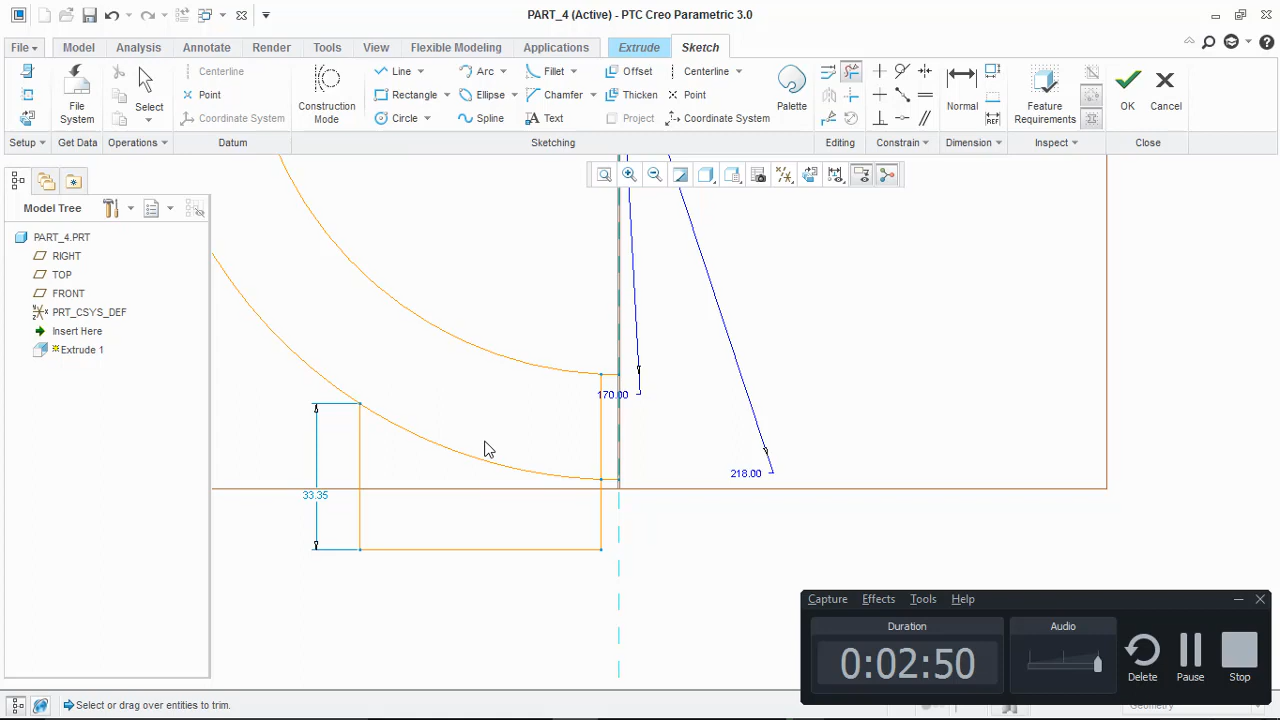 PART_4 (Active) - PTC Creo Parametric 3.0
File Model Analysis Annotate Render Tools View Flexible Modeling Applications Extrude Sketch
Centerline
Point
Coordinate System
File System
Select
Construction Mode
Line
Rectangle
Circle
Arc
Ellipse
Spline
Fillet
Chamfer
Text
Offset
Thicken
Project
Centerline
Point
Coordinate System
Palette
Normal
Feature Requirements
OK
Cancel
Setup Get Data Operations Datum Sketching Editing Constrain Dimension Inspect Close
Model Tree
PART_4.PRT
RIGHT
TOP
FRONT
PRT_CSYS_DEF
Insert Here
Extrude 1
170.00
218.00
33.35
Capture Effects Tools Help
Duration
0:02:50
Audio
Delete
Pause
Stop
Select or drag over entities to trim.
Geometry